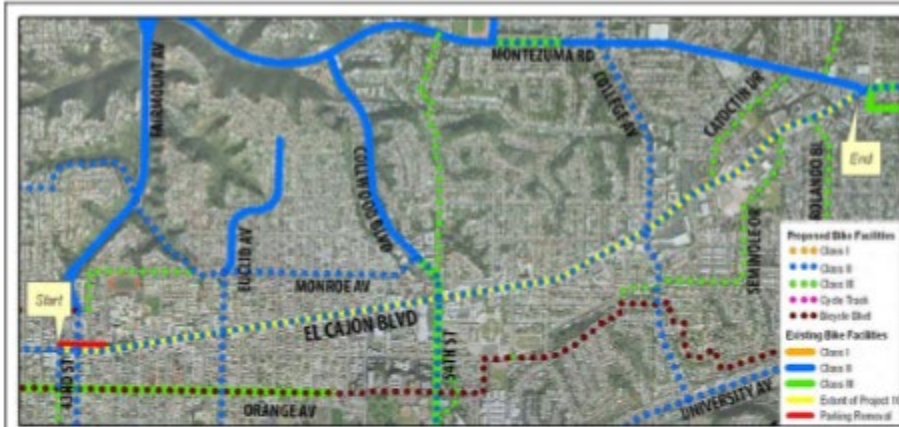 FAIRMOUNT AV
MONTEZUMA RD
COLLEGE AV
CATOCTIN DR
COLLWOOD BLVD
End
ROLANDO BL
SEMINOLE DR
EUCLID AV
MONROE AV
Start
EL CAJON BLVD
43RD ST
54TH ST
ORANGE AV
UNIVERSITY AV
Proposed Bike Facilities
Class I
Class II
Class III
Cycle Track
Bicycle Blvd
Existing Bike Facilities
Class I
Class II
Class III
Extent of Project
Parking Removal